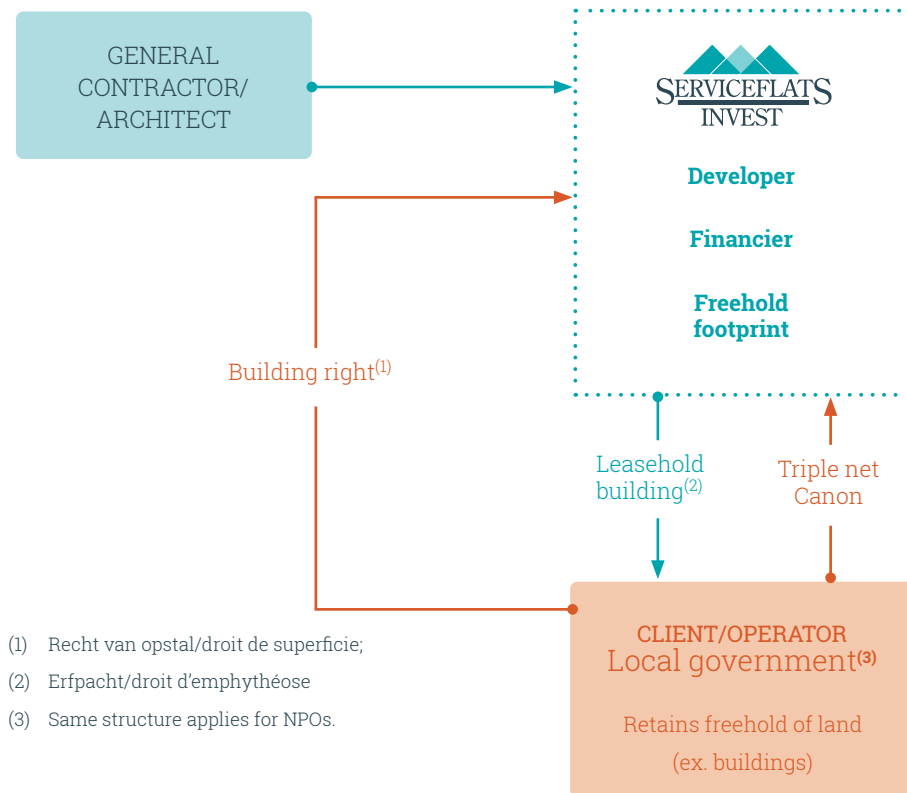 GENERAL
CONTRACTOR/
ARCHITECT
SERVICEFLATS
INVEST
Developer
Financier
Freehold
footprint
Building right(1)
Leasehold
building(2)
Triple net
Canon
CLIENT/OPERATOR
Local government(3)
Retains freehold of land
(ex. buildings)
(1) Recht van opstal/droit de superficie;
(2) Erfpacht/droit d’emphythéose
(3) Same structure applies for NPOs.